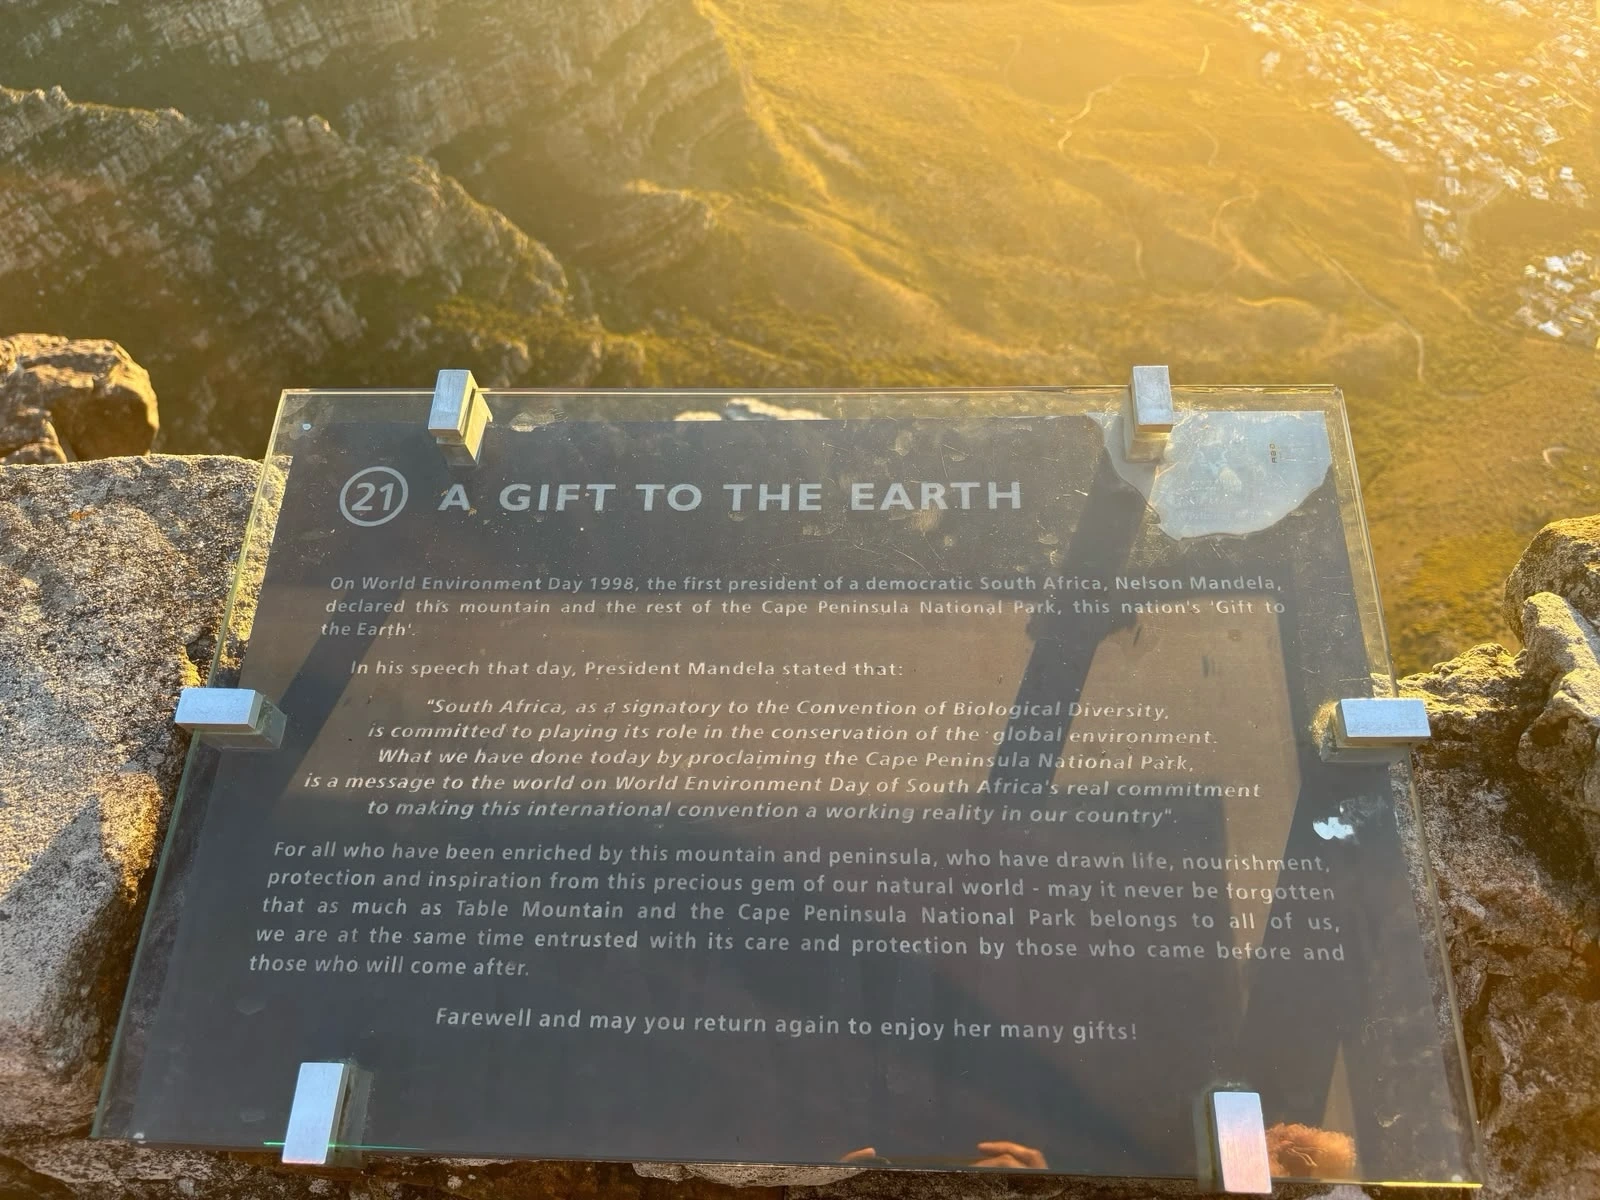 21 A GIFT TO THE EARTH
On World Environment Day 1998, the first president of a democratic South Africa, Nelson Mandela,
declared this mountain and the rest of the Cape Peninsula National Park, this nation's 'Gift to
the Earth'.
In his speech that day, President Mandela stated that:
"South Africa, as a signatory to the Convention of Biological Diversity,
is committed to playing its role in the conservation of the global environment.
What we have done today by proclaiming the Cape Peninsula National Park,
is a message to the world on World Environment Day of South Africa's real commitment
to making this international convention a working reality in our country".
For all who have been enriched by this mountain and peninsula, who have drawn life, nourishment,
protection and inspiration from this precious gem of our natural world - may it never be forgotten
that as much as Table Mountain and the Cape Peninsula National Park belongs to all of us,
we are at the same time entrusted with its care and protection by those who came before and
those who will come after.
Farewell and may you return again to enjoy her many gifts!